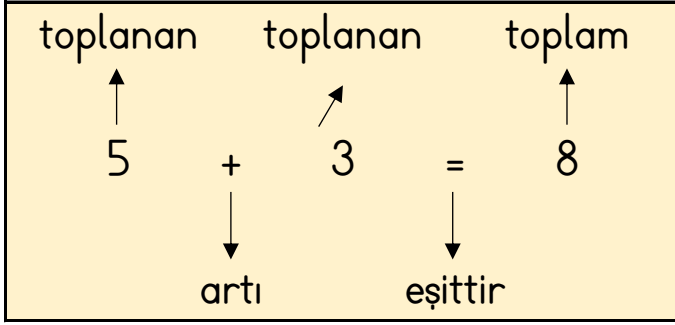 toplanan toplanan toplam
5 + 3 = 8
artı eşittir